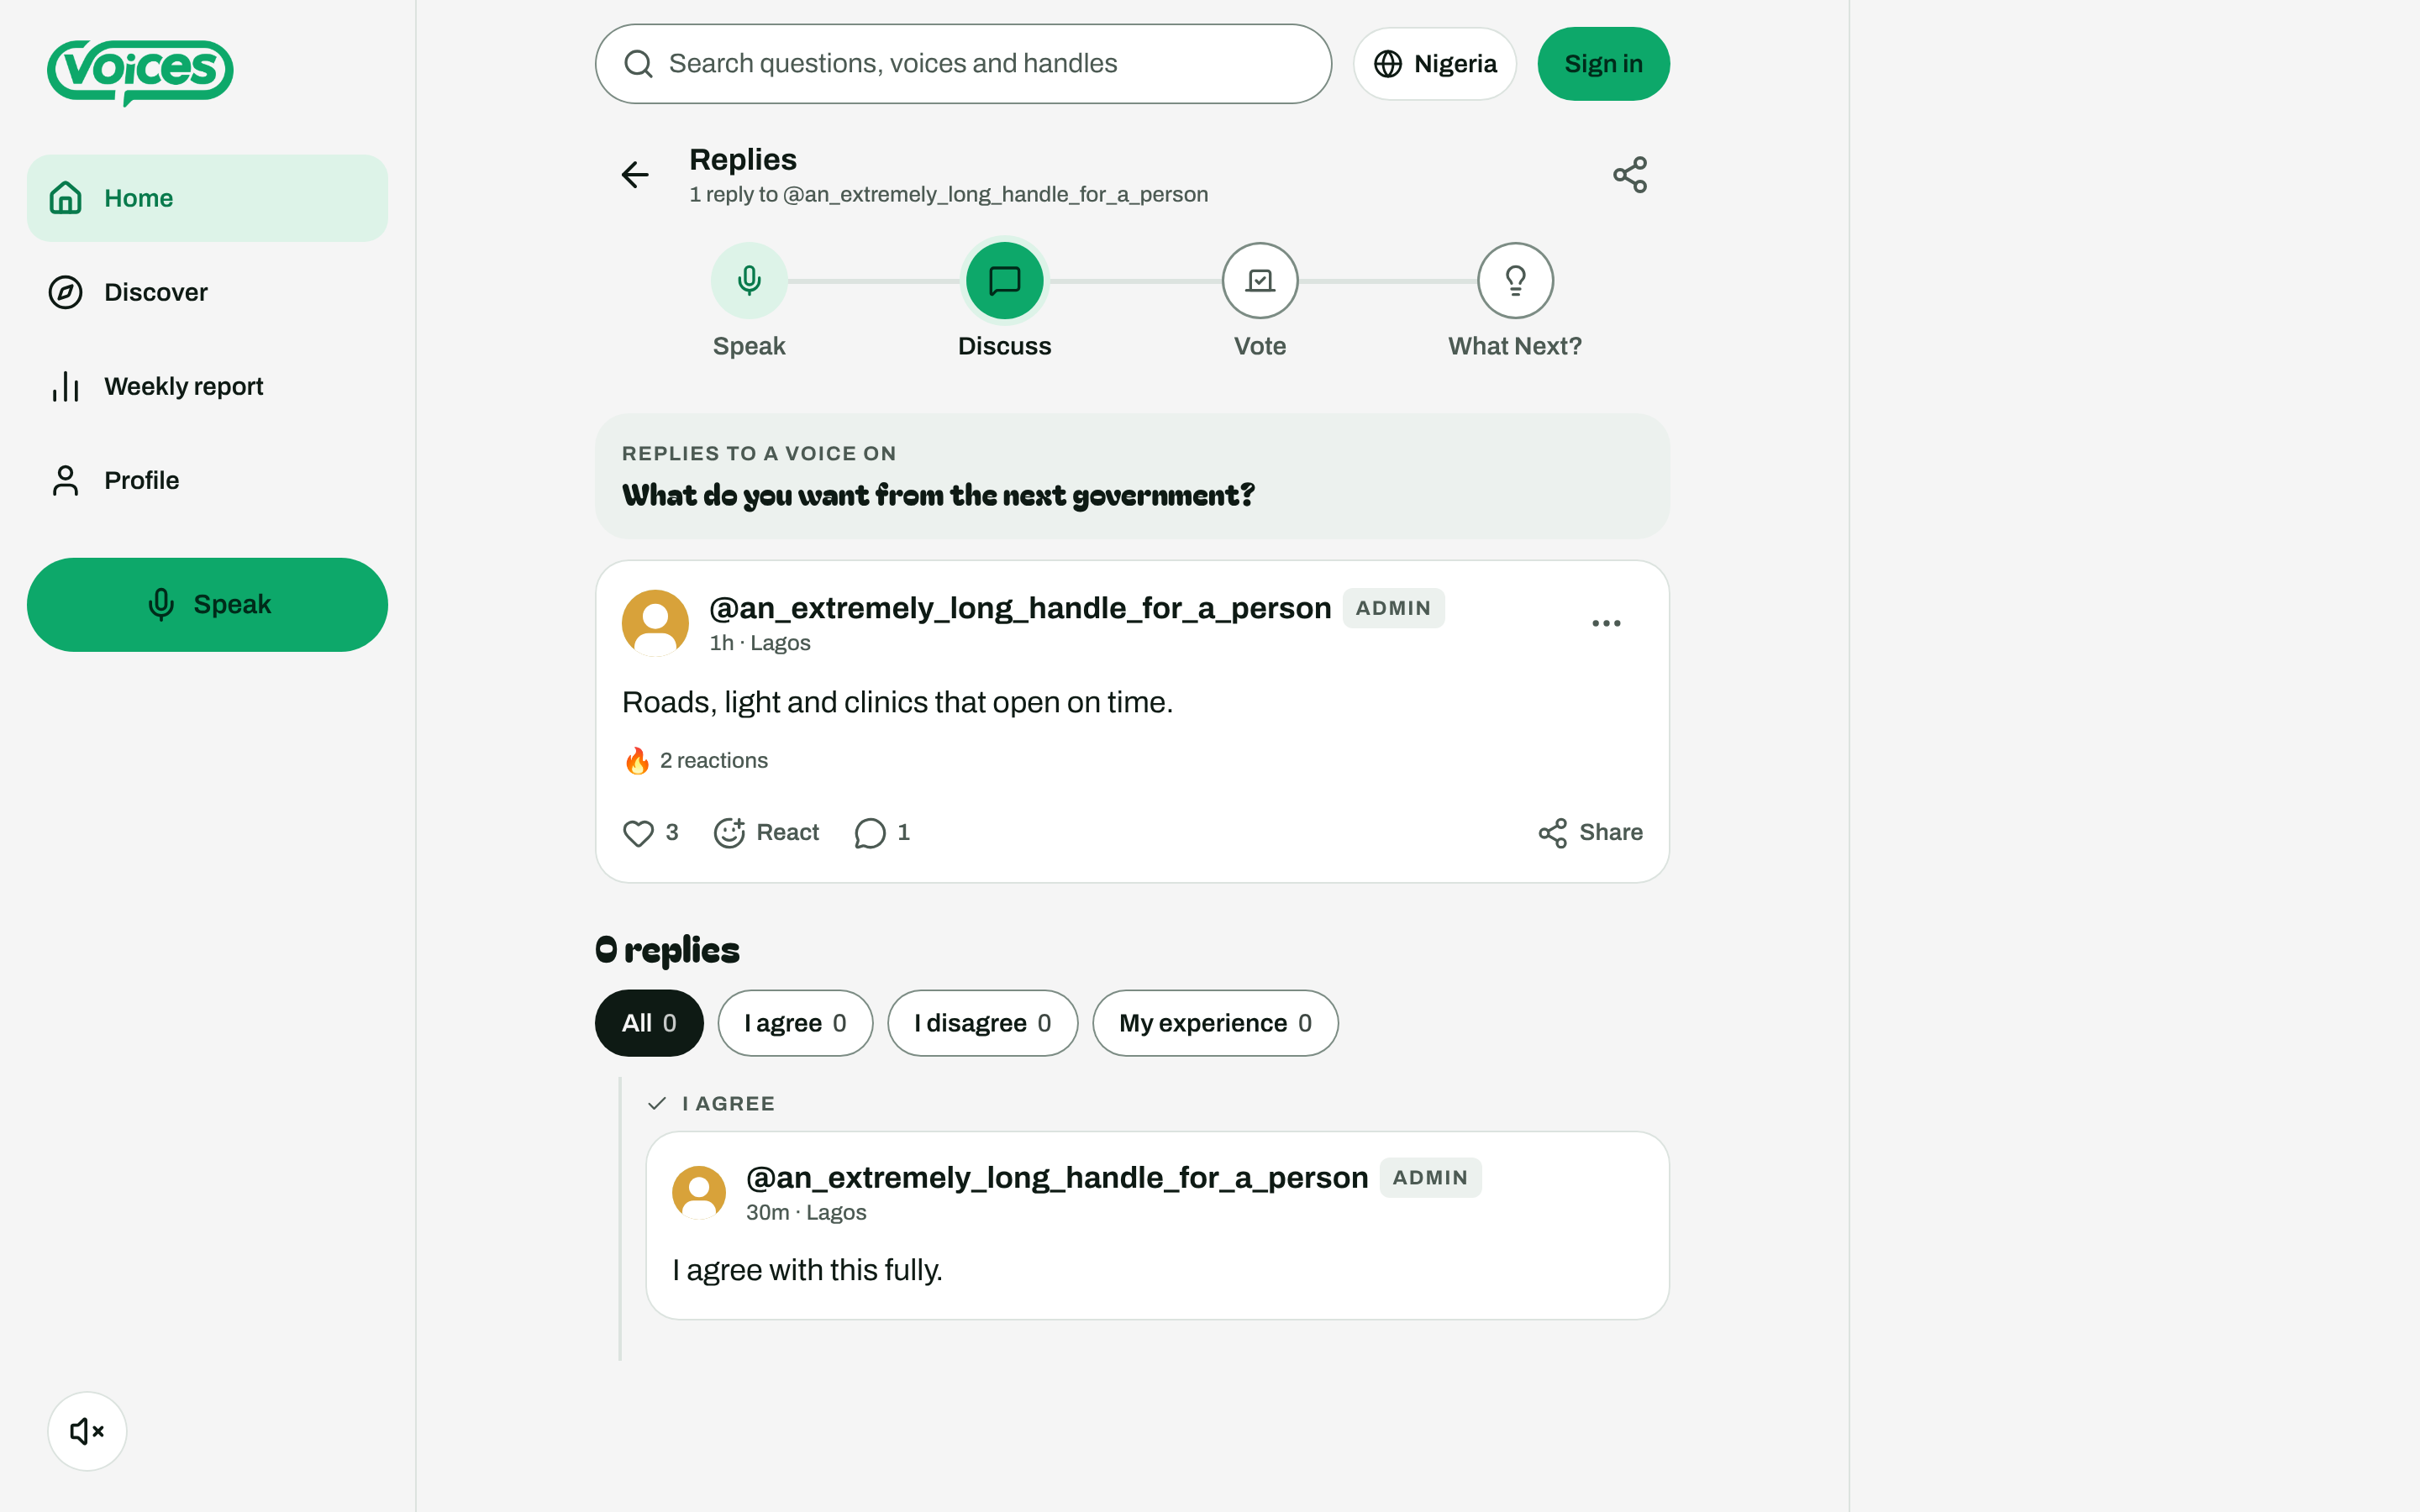 voices
Search questions, voices and handles
Nigeria
Sign in
Home
Discover
Weekly report
Profile
Speak
Replies
1 reply to @an_extremely_long_handle_for_a_person
Speak
Discuss
Vote
What Next?
REPLIES TO A VOICE ON
What do you want from the next government?
@an_extremely_long_handle_for_a_person ADMIN
1h · Lagos
Roads, light and clinics that open on time.
🔥 2 reactions
3 React 1 Share
0 replies
All 0 I agree 0 I disagree 0 My experience 0
I AGREE
@an_extremely_long_handle_for_a_person ADMIN
30m · Lagos
I agree with this fully.